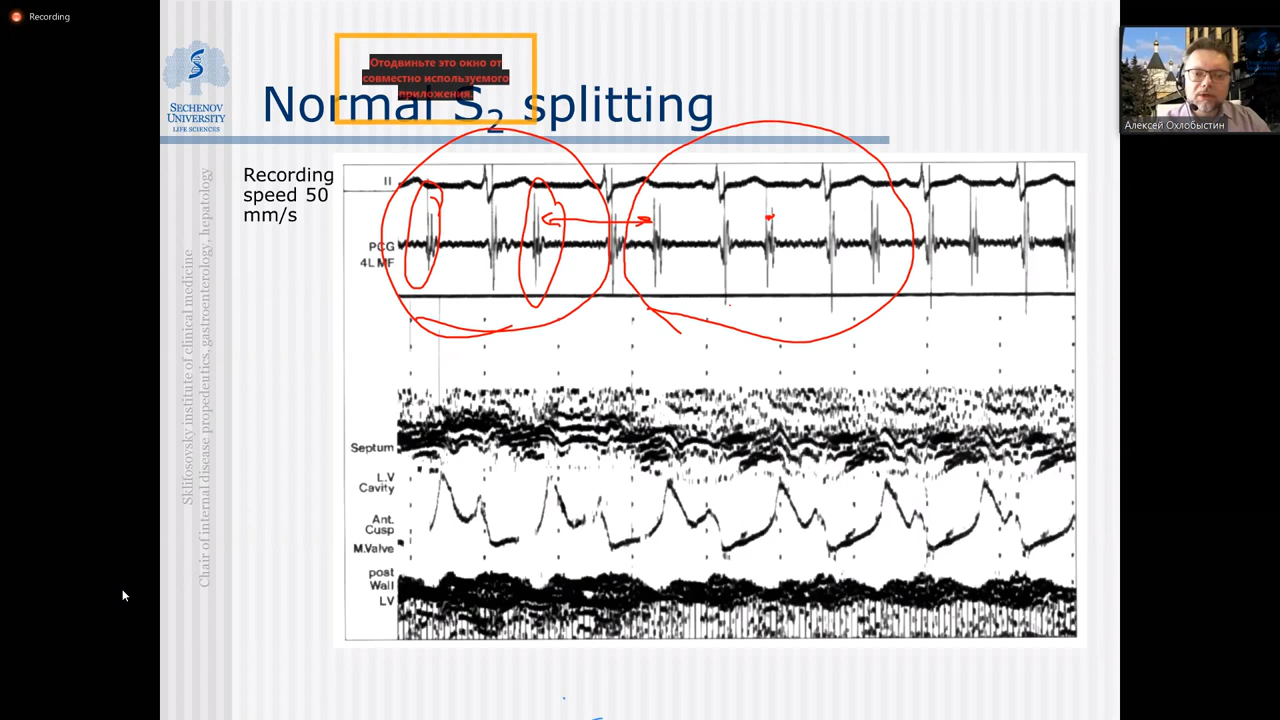 Recording
Отодвиньте это окно от
совместно используемого
приложения.
SECHENOV
UNIVERSITY
LIFE SCIENCES
Normal S2 splitting
Алексей Охлобыстин
Recording
speed 50
mm/s
II
PCG
4L MF
Septum
L.V
Cavity
Ant.
Cusp
M.Valve
post
Wall
LV
Sklifosovsky institute of clinical medicine
Chair of internal disease propedeutics, gastroenterology, hepatology